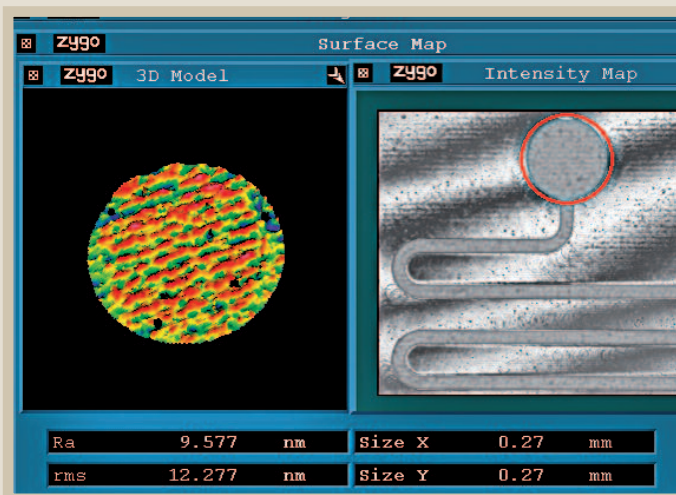 zygo Surface Map
zygo 3D Model
zygo Intensity Map
Ra 9.577 nm
Size X 0.27 mm
rms 12.277 nm
Size Y 0.27 mm